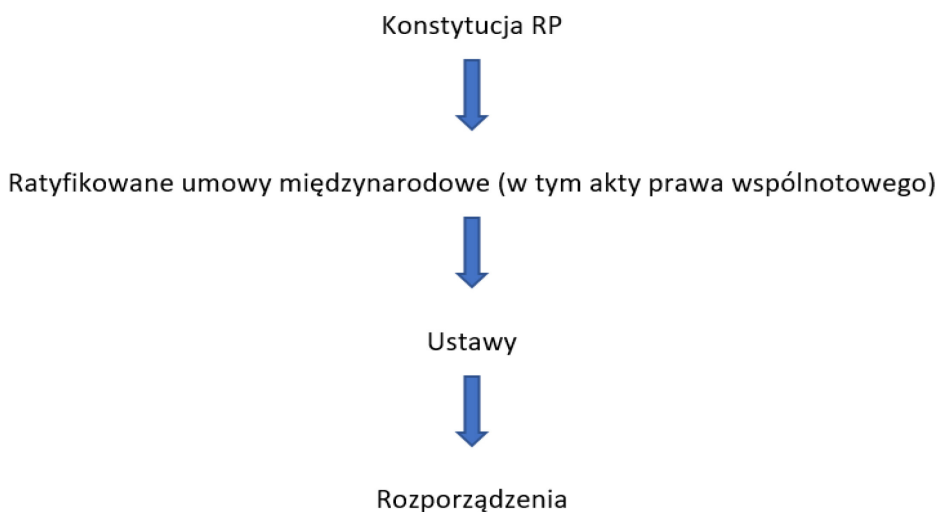 Konstytucja RP
Ratyfikowane umowy międzynarodowe (w tym akty prawa wspólnotowego)
Ustawy
Rozporządzenia